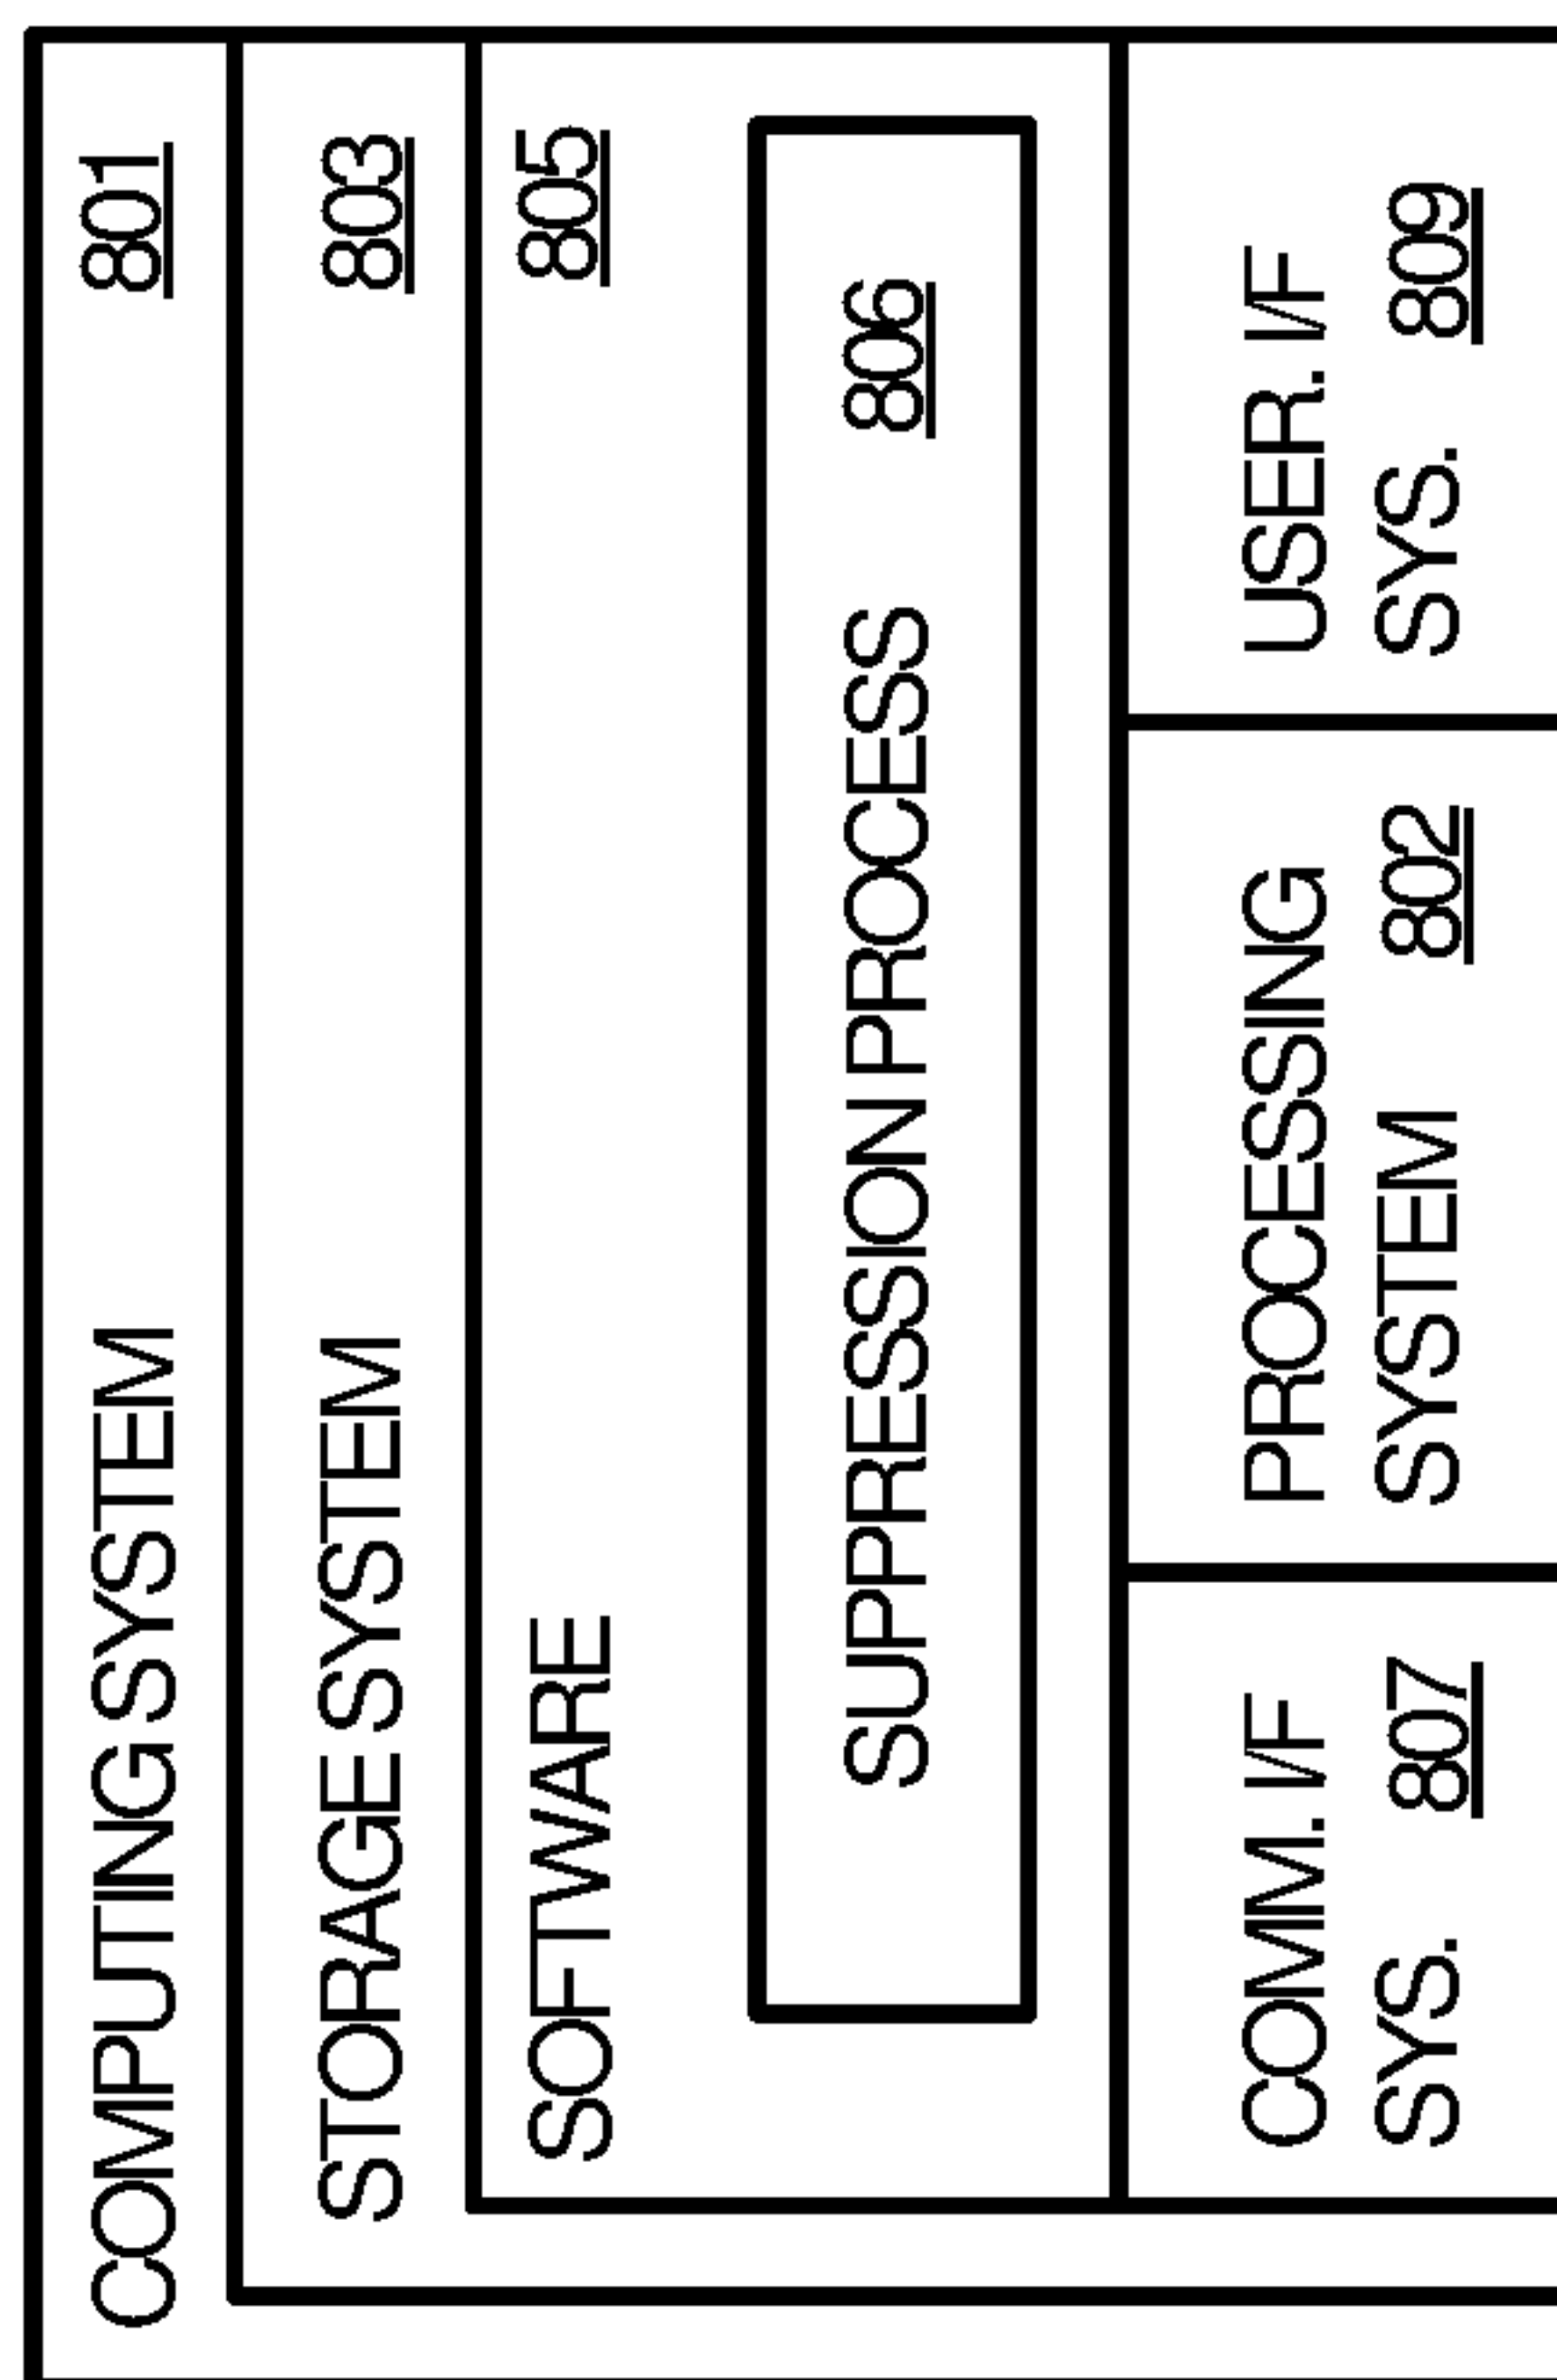 COMPUTING SYSTEM 801
STORAGE SYSTEM 803
SOFTWARE 805
SUPPRESSION PROCESS 806
COMM. I/F
SYS. 807
PROCESSING
SYSTEM 802
USER. I/F
SYS. 809